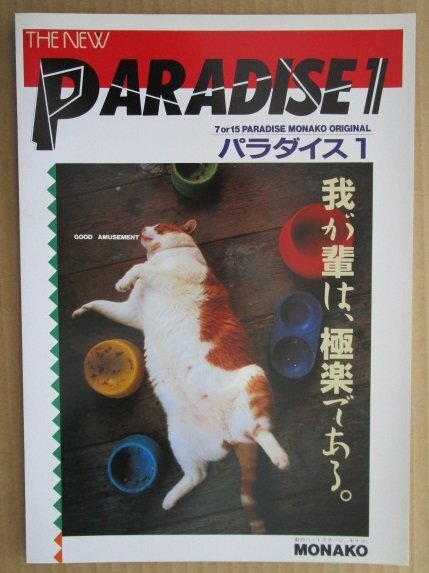 THE NEW
PARADISE 1
7 or 15 PARADISE MONAKO ORIGINAL
パラダイス1
GOOD AMUSEMENT
我が輩は、極楽である。
MONAKO